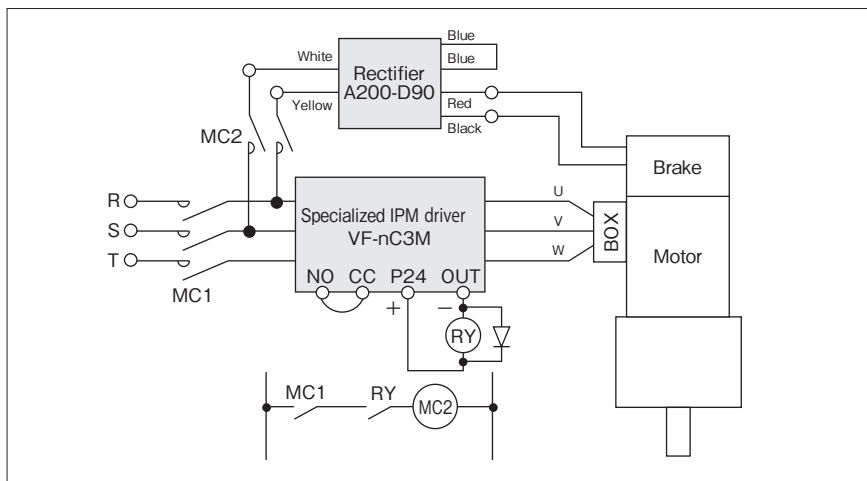 Blue
White
Blue
Rectifier
A200-D90
Yellow
Red
Black
MC2
Brake
R
U
Specialized IPM driver
S
V
VF-nC3M
BOX
Motor
T
W
NO CC P24 OUT
MC1
+ −
RY
MC1 RY
MC2